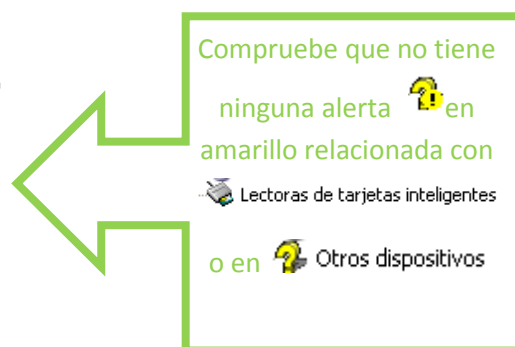 Compruebe que no tiene
ninguna alerta en
amarillo relacionada con
Lectoras de tarjetas inteligentes
o en Otros dispositivos